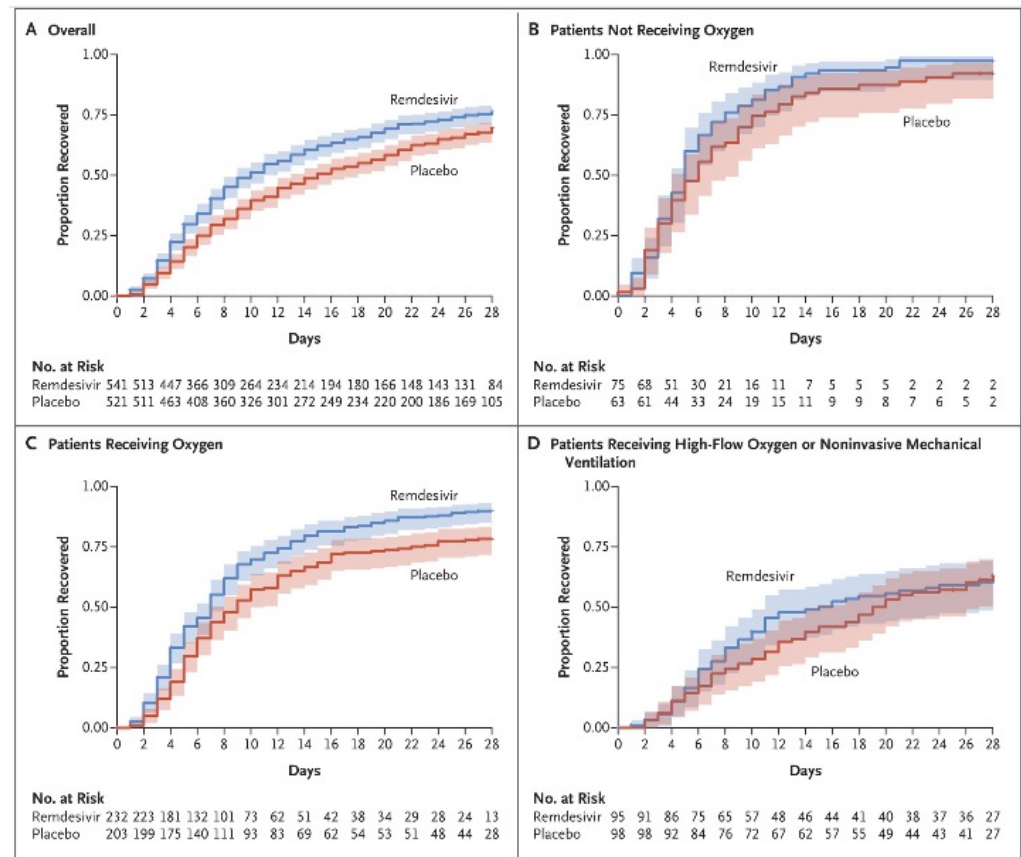 A Overall
1.00
0.75
0.50
0.25
0.00
Proportion Recovered
Remdesivir
Placebo
0 2 4 6 8 10 12 14 16 18 20 22 24 26 28
Days
No. at Risk
Remdesivir 541 513 447 366 309 264 234 214 194 180 166 148 143 131 84
Placebo 521 511 463 408 360 326 301 272 249 234 220 200 186 169 105
B Patients Not Receiving Oxygen
1.00
0.75
0.50
0.25
0.00
Proportion Recovered
Remdesivir
Placebo
0 2 4 6 8 10 12 14 16 18 20 22 24 26 28
Days
No. at Risk
Remdesivir 75 68 51 30 21 16 11 7 5 5 5 2 2 2 2
Placebo 63 61 44 33 24 19 15 11 9 9 8 7 6 5 2
C Patients Receiving Oxygen
1.00
0.75
0.50
0.25
0.00
Proportion Recovered
Remdesivir
Placebo
0 2 4 6 8 10 12 14 16 18 20 22 24 26 28
Days
No. at Risk
Remdesivir 232 223 181 132 101 73 62 51 42 38 34 29 28 24 13
Placebo 203 199 175 140 111 93 83 69 62 54 53 51 48 44 28
D Patients Receiving High-Flow Oxygen or Noninvasive Mechanical
Ventilation
1.00
0.75
0.50
0.25
0.00
Proportion Recovered
Remdesivir
Placebo
0 2 4 6 8 10 12 14 16 18 20 22 24 26 28
Days
No. at Risk
Remdesivir 95 91 86 75 65 57 48 46 44 41 40 38 37 36 27
Placebo 98 98 92 84 76 72 67 62 57 55 49 44 43 41 27